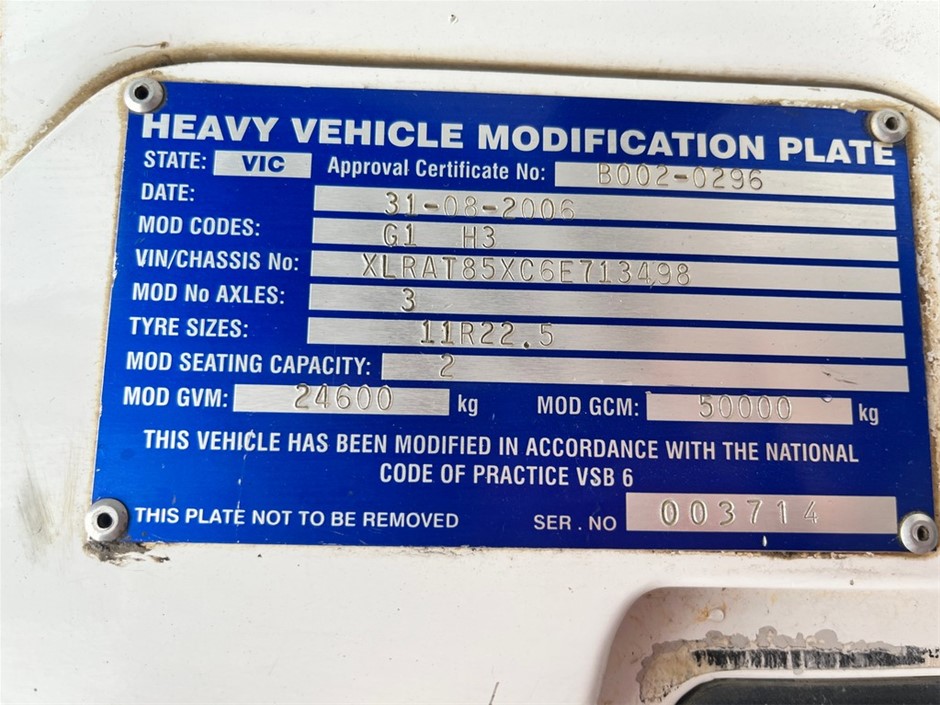 HEAVY VEHICLE MODIFICATION PLATE
STATE: VIC Approval Certificate No: B002-0296
DATE: 31-08-2006
MOD CODES: G1 H3
VIN/CHASSIS No: XLRAT85XC6E713498
MOD No AXLES: 3
TYRE SIZES: 11R22.5
MOD SEATING CAPACITY: 2
MOD GVM: 24600 kg MOD GCM: 50000 kg
THIS VEHICLE HAS BEEN MODIFIED IN ACCORDANCE WITH THE NATIONAL
CODE OF PRACTICE VSB 6
THIS PLATE NOT TO BE REMOVED SER. NO 003714